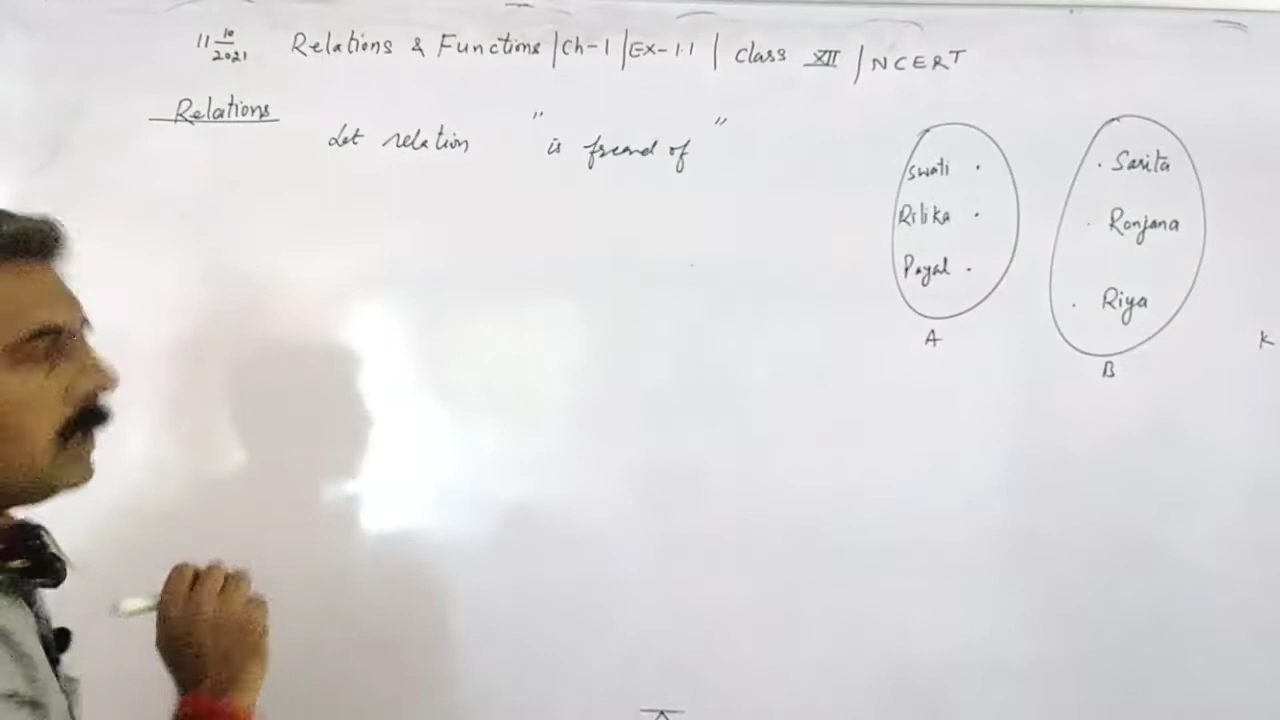 11 10/2021 Relations & Functions | Ch-1 | Ex-1.1 | Class XII | NCERT
Relations
Let relation " is freand of "
Swati .
Ritika .
Payal .
A
. Sarita
. Ranjana
. Riya
B
K